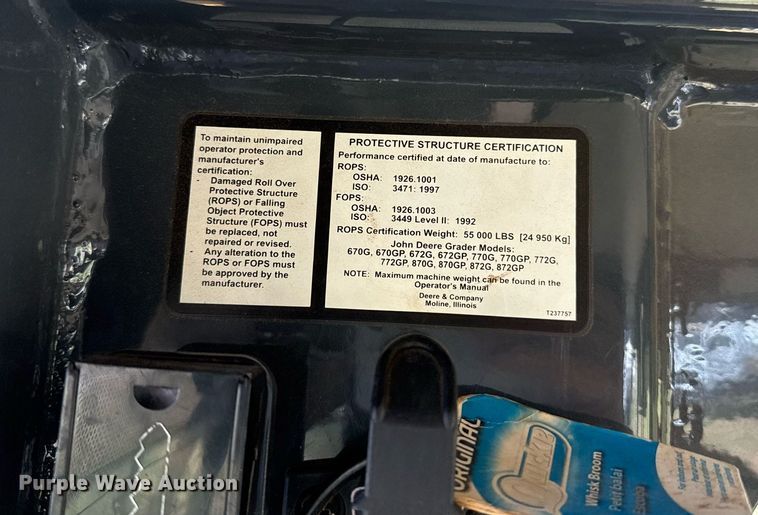 To maintain unimpaired
operator protection and
manufacturer's
certification:
- Damaged Roll Over
Protective Structure
(ROPS) or Falling
Object Protective
Structure (FOPS) must
be replaced, not
repaired or revised.
- Any alteration to the
ROPS or FOPS must
be approved by the
manufacturer.
PROTECTIVE STRUCTURE CERTIFICATION
Performance certified at date of manufacture to:
ROPS:
OSHA: 1926.1001
ISO: 3471: 1997
FOPS:
OSHA: 1926.1003
ISO: 3449 Level II: 1992
ROPS Certification Weight: 55 000 LBS [24 950 Kg]
John Deere Grader Models:
670G, 670GP, 672G, 672GP, 770G, 770GP, 772G,
772GP, 870G, 870GP, 872G, 872GP
NOTE: Maximum machine weight can be found in the
Operator's Manual
Deere & Company
Moline, Illinois
T237757
ORIGINAL
Quickie
Whisk Broom
Petit balai
Escoba
Purple Wave Auction